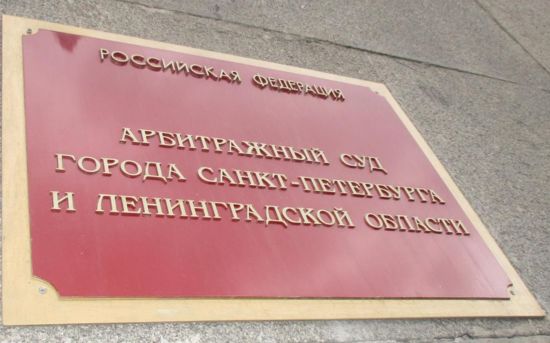 РОССИЙСКАЯ ФЕДЕРАЦИЯ
АРБИТРАЖНЫЙ СУД
ГОРОДА САНКТ-ПЕТЕРБУРГА
И ЛЕНИНГРАДСКОЙ ОБЛАСТИ